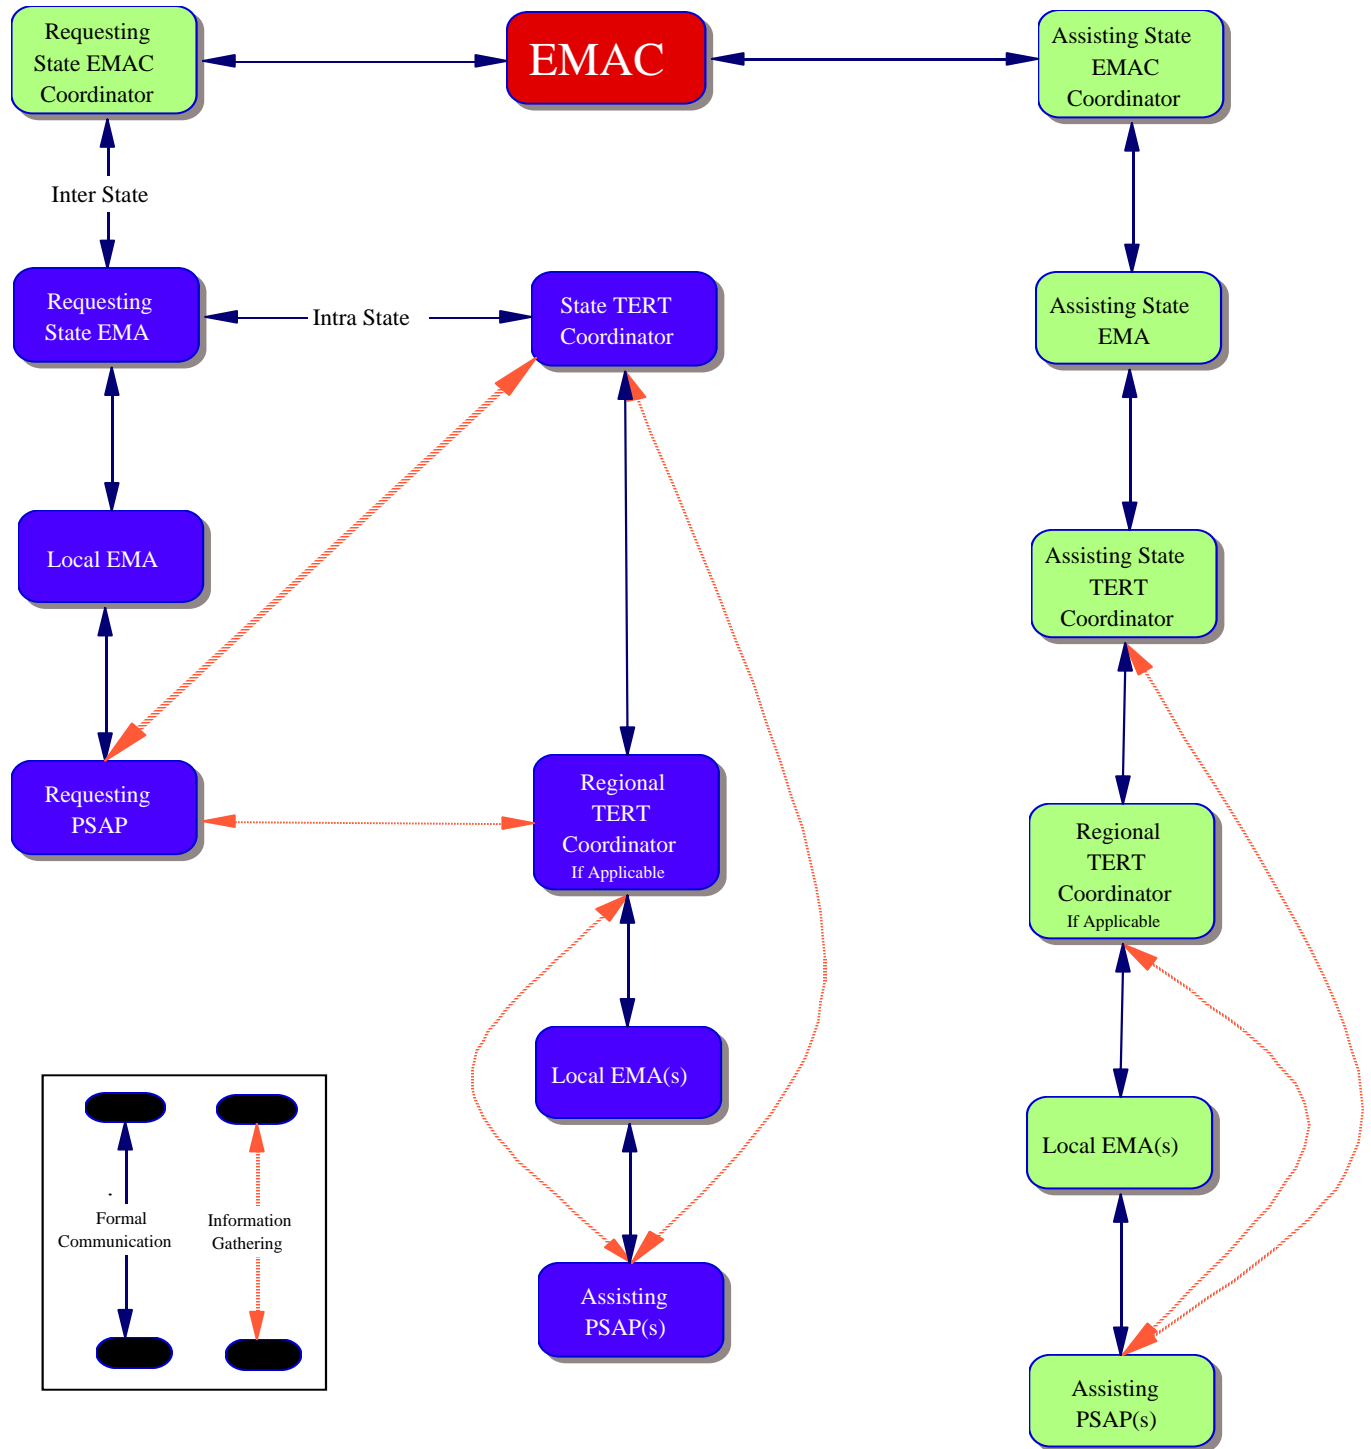 Requesting
State EMAC
Coordinator
EMAC
Assisting State
EMAC
Coordinator
Inter State
Requesting
State EMA
Intra State
State TERT
Coordinator
Assisting State
EMA
Local EMA
Assisting State
TERT
Coordinator
Requesting
PSAP
Regional
TERT
Coordinator
If Applicable
Regional
TERT
Coordinator
If Applicable
Local EMA(s)
Local EMA(s)
Formal
Communication
Information
Gathering
Assisting
PSAP(s)
Assisting
PSAP(s)